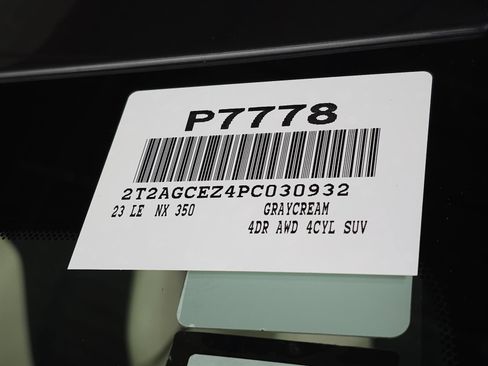 P7778
2T2AGCEZ4PC030932
23 LE NX 350 GRAYCREAM
4DR AWD 4CYL SUV